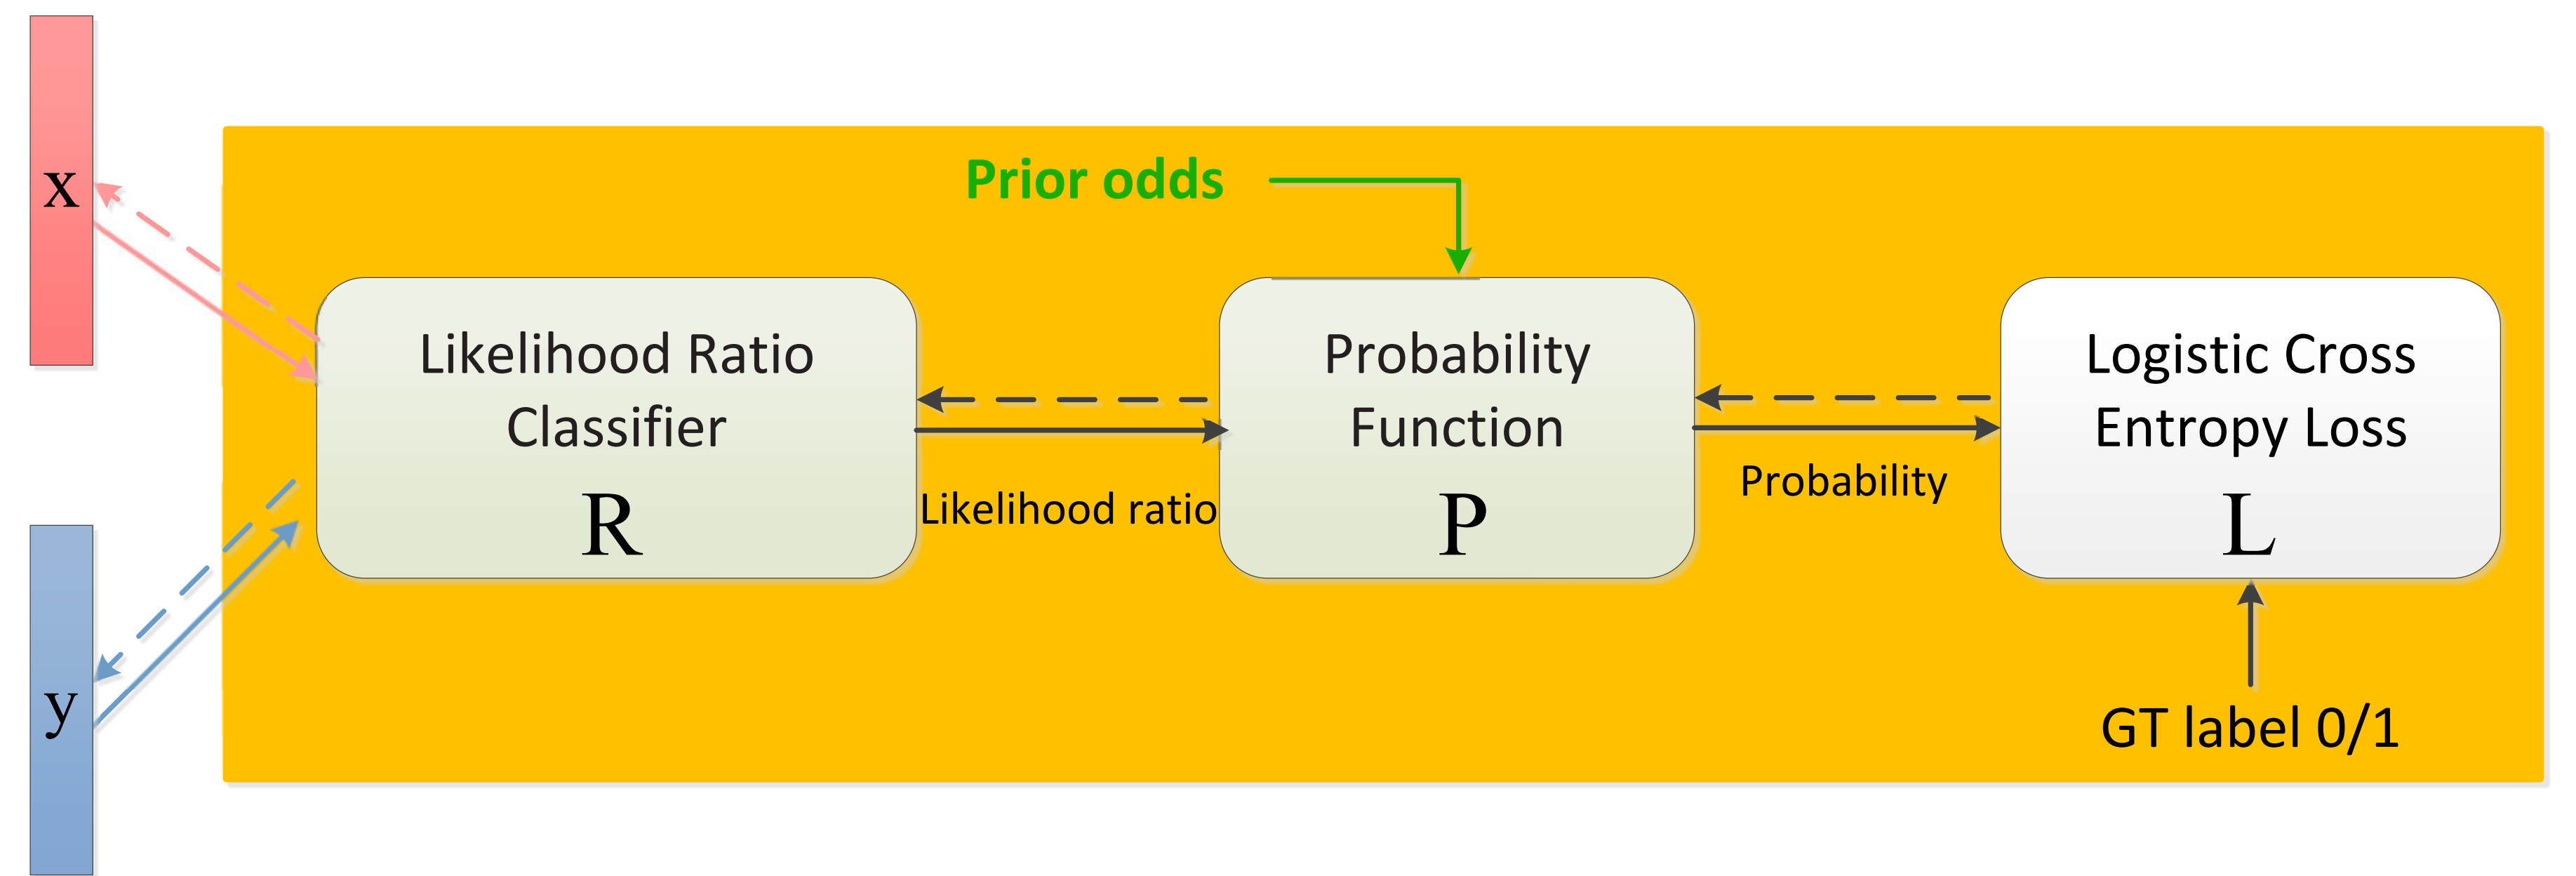 x
Prior odds
Likelihood Ratio
Classifier
R
Likelihood ratio
Probability
Function
P
Probability
Logistic Cross
Entropy Loss
L
y
GT label 0/1